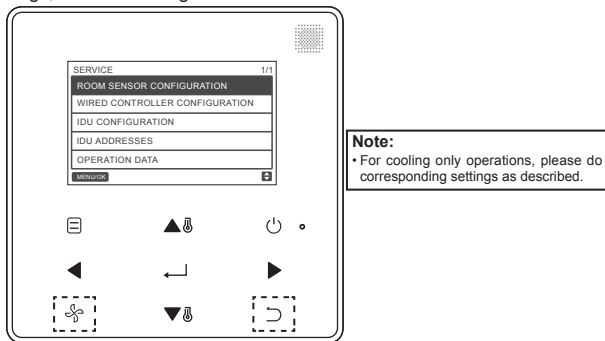 SERVICE 1/1
ROOM SENSOR CONFIGURATION
WIRED CONTROLLER CONFIGURATION
IDU CONFIGURATION
IDU ADDRESSES
OPERATION DATA
MENU/OK
Note:
• For cooling only operations, please do
corresponding settings as described.